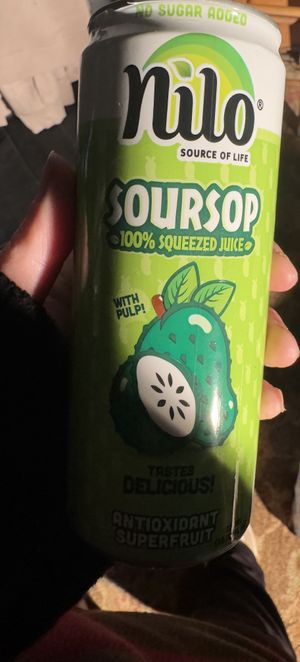 NO SUGAR ADDED
nilo®
SOURCE OF LIFE
SOURSOP
100% SQUEEZED JUICE
WITH
PULP!
TASTES
DELICIOUS!
ANTIOXIDANT
SUPERFRUIT